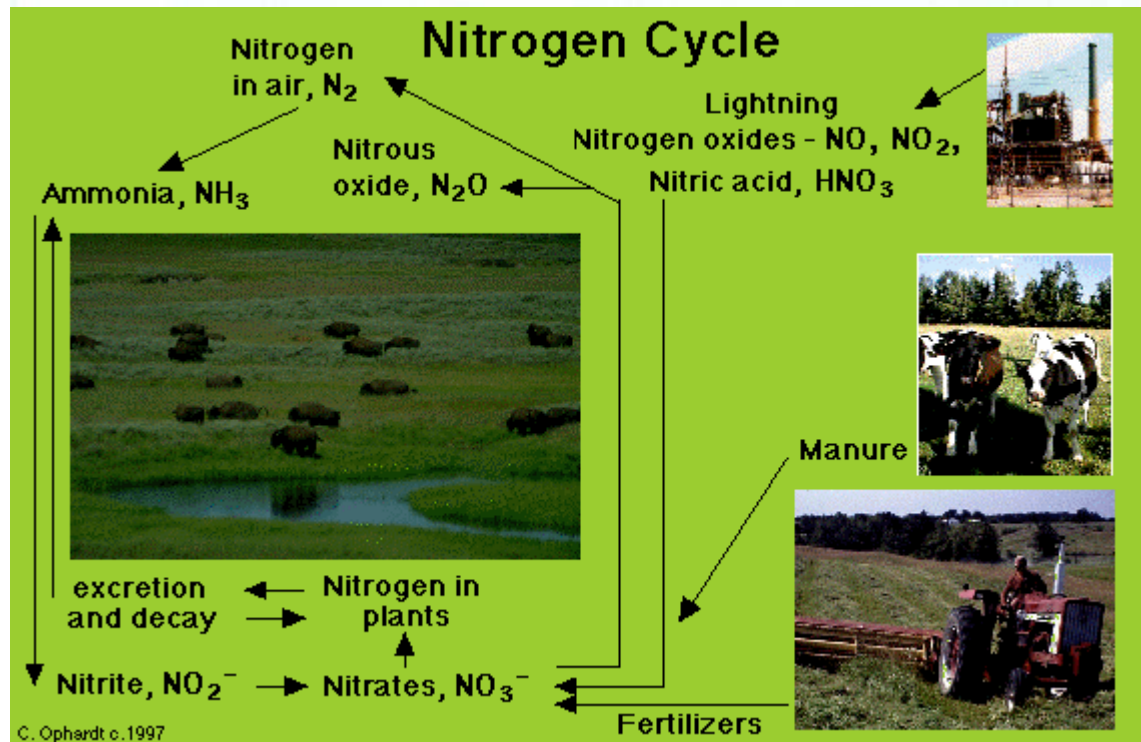 Nitrogen Cycle
Nitrogen
in air, N₂
Lightning
Nitrogen oxides - NO, NO₂,
Nitric acid, HNO₃
Nitrous
oxide, N₂O
Ammonia, NH₃
Manure
excretion
and decay
Nitrogen in
plants
Nitrite, NO₂⁻
Nitrates, NO₃⁻
Fertilizers
C. Ophardt c.1997